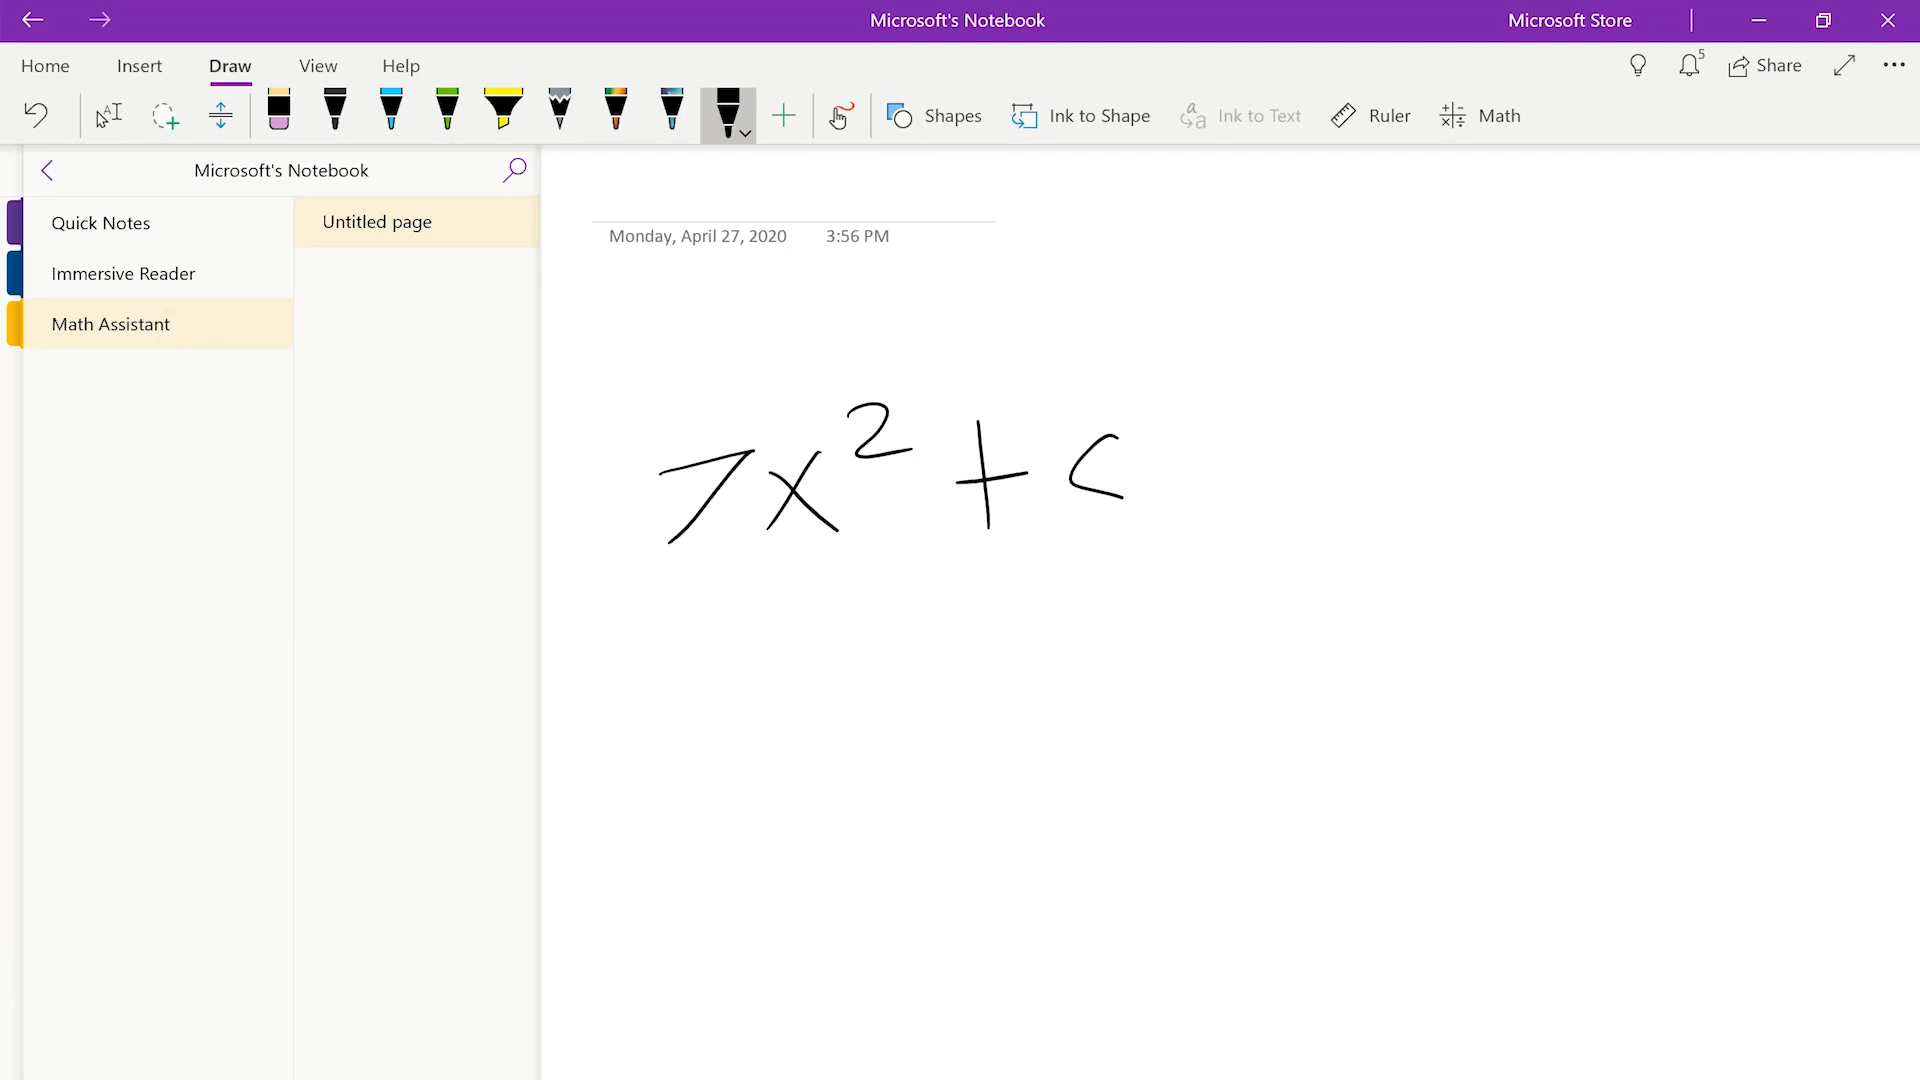 Microsoft's Notebook
Microsoft Store
Home Insert Draw View Help
5 Share
Shapes Ink to Shape Ink to Text Ruler Math
Microsoft's Notebook
Quick Notes
Immersive Reader
Math Assistant
Untitled page
Monday, April 27, 2020 3:56 PM
7x² + c